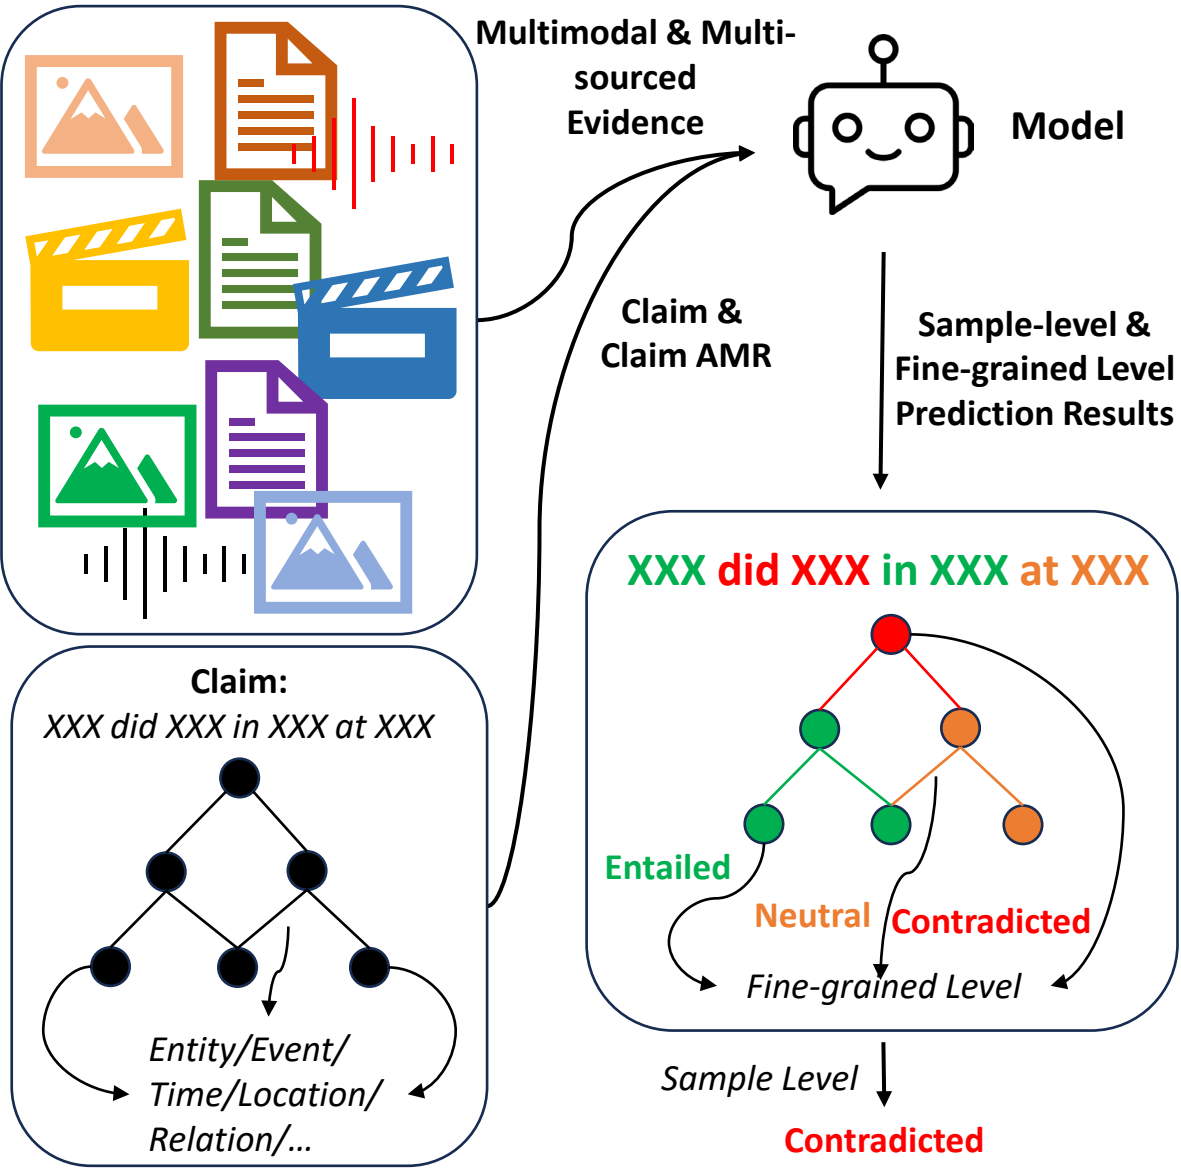 Multimodal & Multi-
sourced
Evidence
Model
Claim &
Claim AMR
Sample-level &
Fine-grained Level
Prediction Results
Claim:
XXX did XXX in XXX at XXX
Entity/Event/
Time/Location/
Relation/...
XXX did XXX in XXX at XXX
Entailed
Neutral
Contradicted
Fine-grained Level
Sample Level
Contradicted